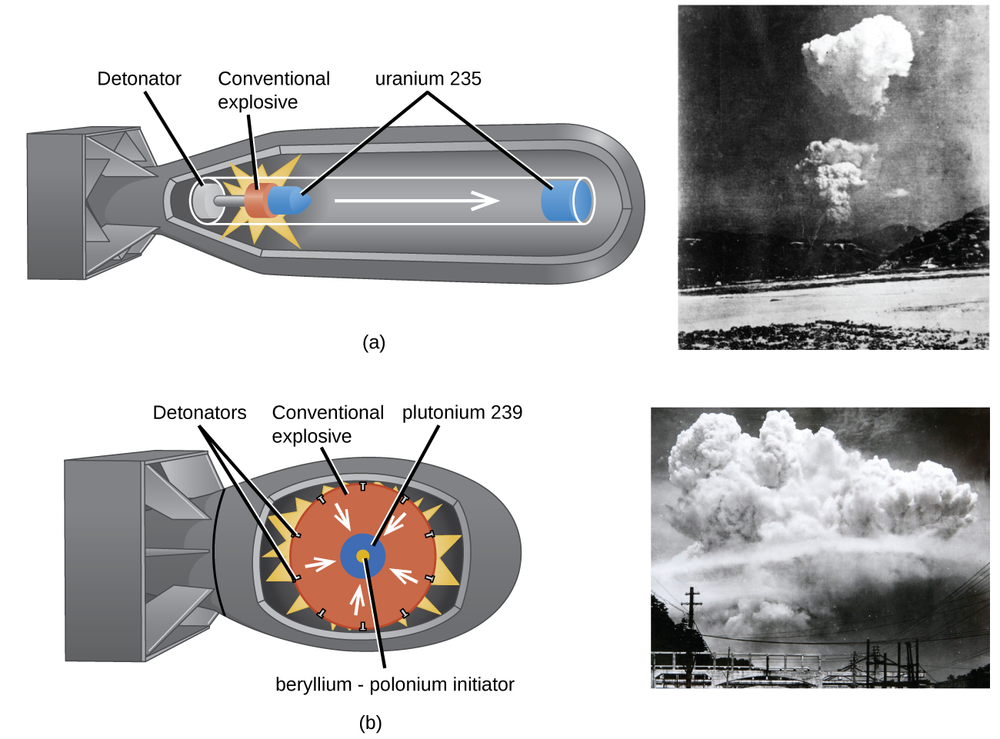 Detonator
Conventional
explosive
uranium 235
(a)
Detonators
Conventional
explosive
plutonium 239
beryllium - polonium initiator
(b)